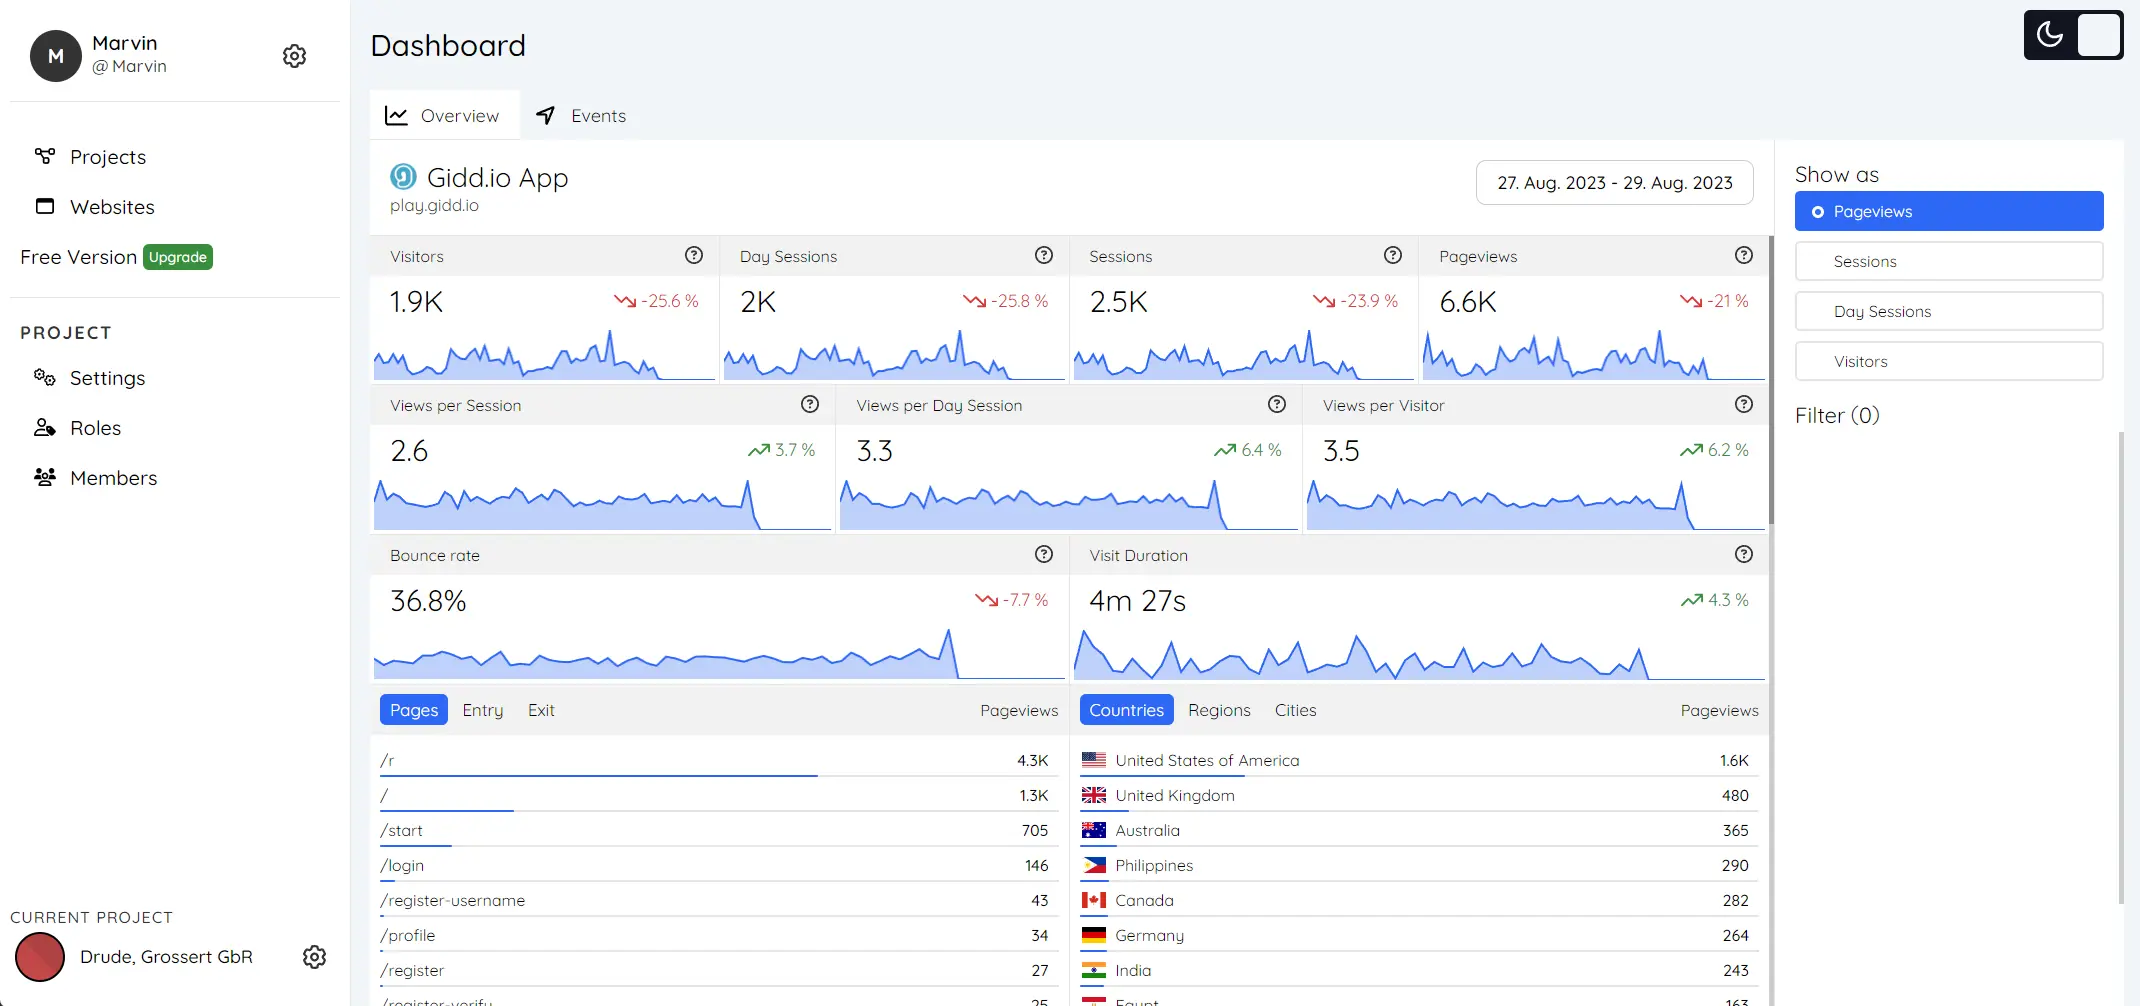 M
Marvin
@ Marvin
Projects
Websites
Free Version Upgrade
PROJECT
Settings
Roles
Members
CURRENT PROJECT
Drude, Grossert GbR
Dashboard
Overview Events
Gidd.io App
play.gidd.io
27. Aug. 2023 - 29. Aug. 2023
Visitors ?
1.9K -25.6 %
Day Sessions ?
2K -25.8 %
Sessions ?
2.5K -23.9 %
Pageviews ?
6.6K -21 %
Views per Session ?
2.6 3.7 %
Views per Day Session ?
3.3 6.4 %
Views per Visitor ?
3.5 6.2 %
Bounce rate ?
36.8% -7.7 %
Visit Duration ?
4m 27s 4.3 %
Pages Entry Exit Pageviews
/r 4.3K
/ 1.3K
/start 705
/login 146
/register-username 43
/profile 34
/register 27
/register-verify 25
Countries Regions Cities Pageviews
United States of America 1.6K
United Kingdom 480
Australia 365
Philippines 290
Canada 282
Germany 264
India 243
Egypt 163
Show as
Pageviews
Sessions
Day Sessions
Visitors
Filter (0)